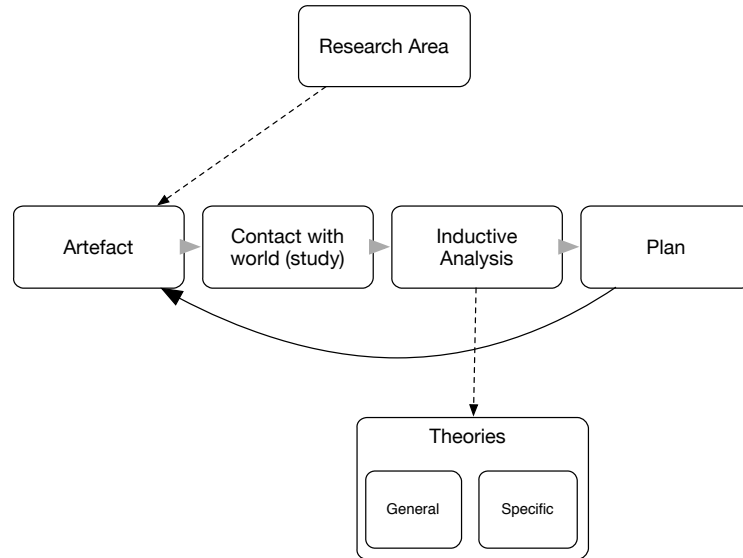 Research Area
Artefact
Contact with
world (study)
Inductive
Analysis
Plan
Theories
General
Specific